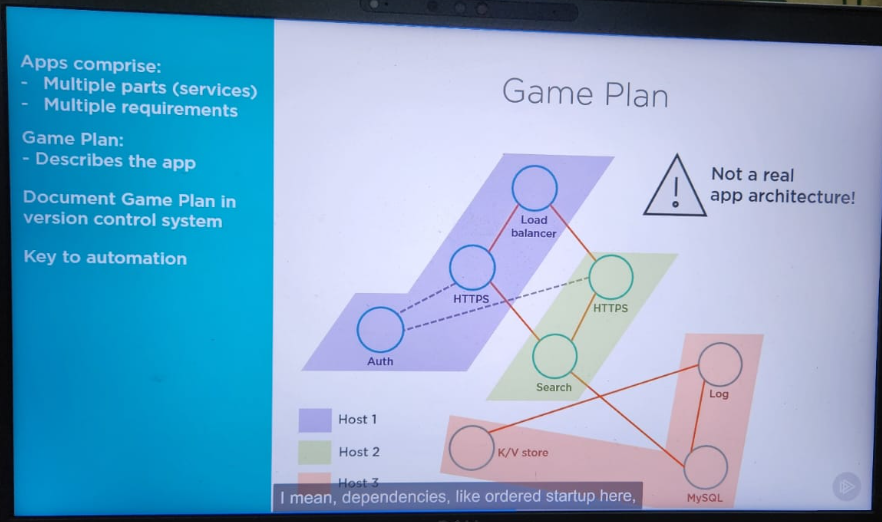 Apps comprise:
- Multiple parts (services)
- Multiple requirements
Game Plan:
- Describes the app
Document Game Plan in
version control system
Key to automation
Game Plan
Not a real
app architecture!
Load
balancer
HTTPS
HTTPS
Auth
Search
Log
K/V store
MySQL
Host 1
Host 2
Host 3
I mean, dependencies, like ordered startup here,